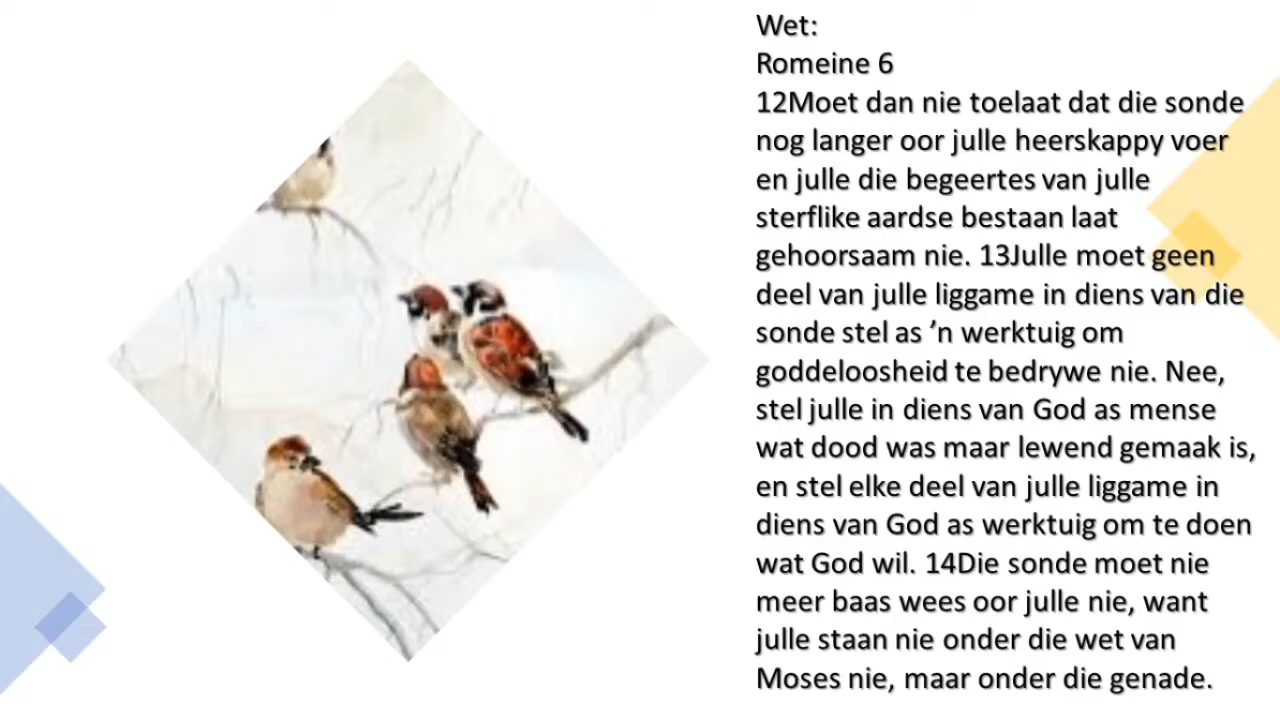 Wet:
Romeine 6
12Moet dan nie toelaat dat die sonde
nog langer oor julle heerskappy voer
en julle die begeertes van julle
sterflike aardse bestaan laat
gehoorsaam nie. 13Julle moet geen
deel van julle liggame in diens van die
sonde stel as ’n werktuig om
goddeloosheid te bedrywe nie. Nee,
stel julle in diens van God as mense
wat dood was maar lewend gemaak is,
en stel elke deel van julle liggame in
diens van God as werktuig om te doen
wat God wil. 14Die sonde moet nie
meer baas wees oor julle nie, want
julle staan nie onder die wet van
Moses nie, maar onder die genade.